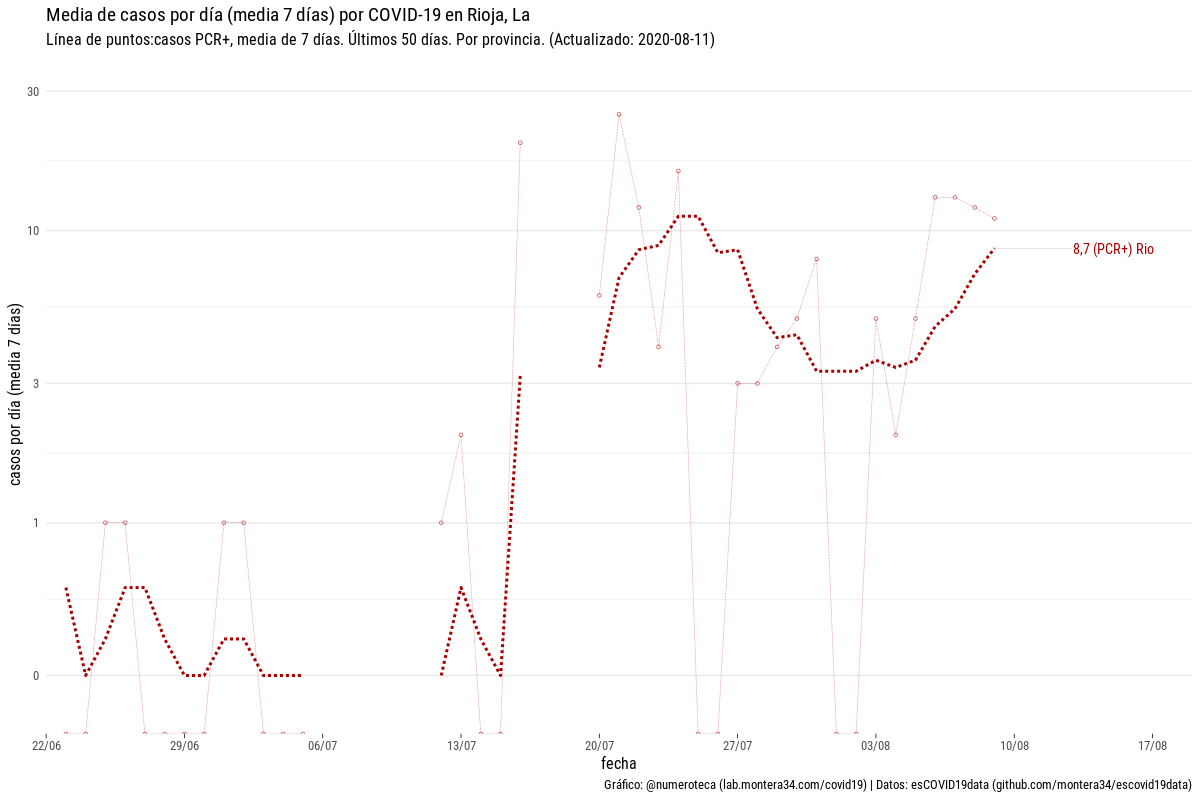 Media de casos por día (media 7 días) por COVID-19 en Rioja, La
Línea de puntos:casos PCR+, media de 7 días. Últimos 50 días. Por provincia. (Actualizado: 2020-08-11)
30
10
3
1
0
casos por día (media 7 días)
8,7 (PCR+) Rio
22/06 29/06 06/07 13/07 20/07 27/07 03/08 10/08 17/08
fecha
Gráfico: @numeroteca (lab.montera34.com/covid19) | Datos: esCOVID19data (github.com/montera34/escovid19data)